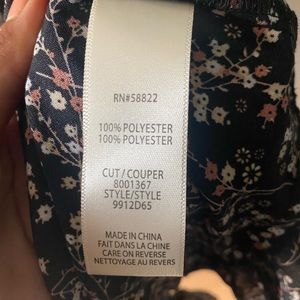 RN#58822
100% POLYESTER
100% POLYESTER
CUT / COUPER
8001367
STYLE/STYLE
9912D65
MADE IN CHINA
FAIT DANS LA CHINE
CARE ON REVERSE
NETTOYAGE AU REVERS